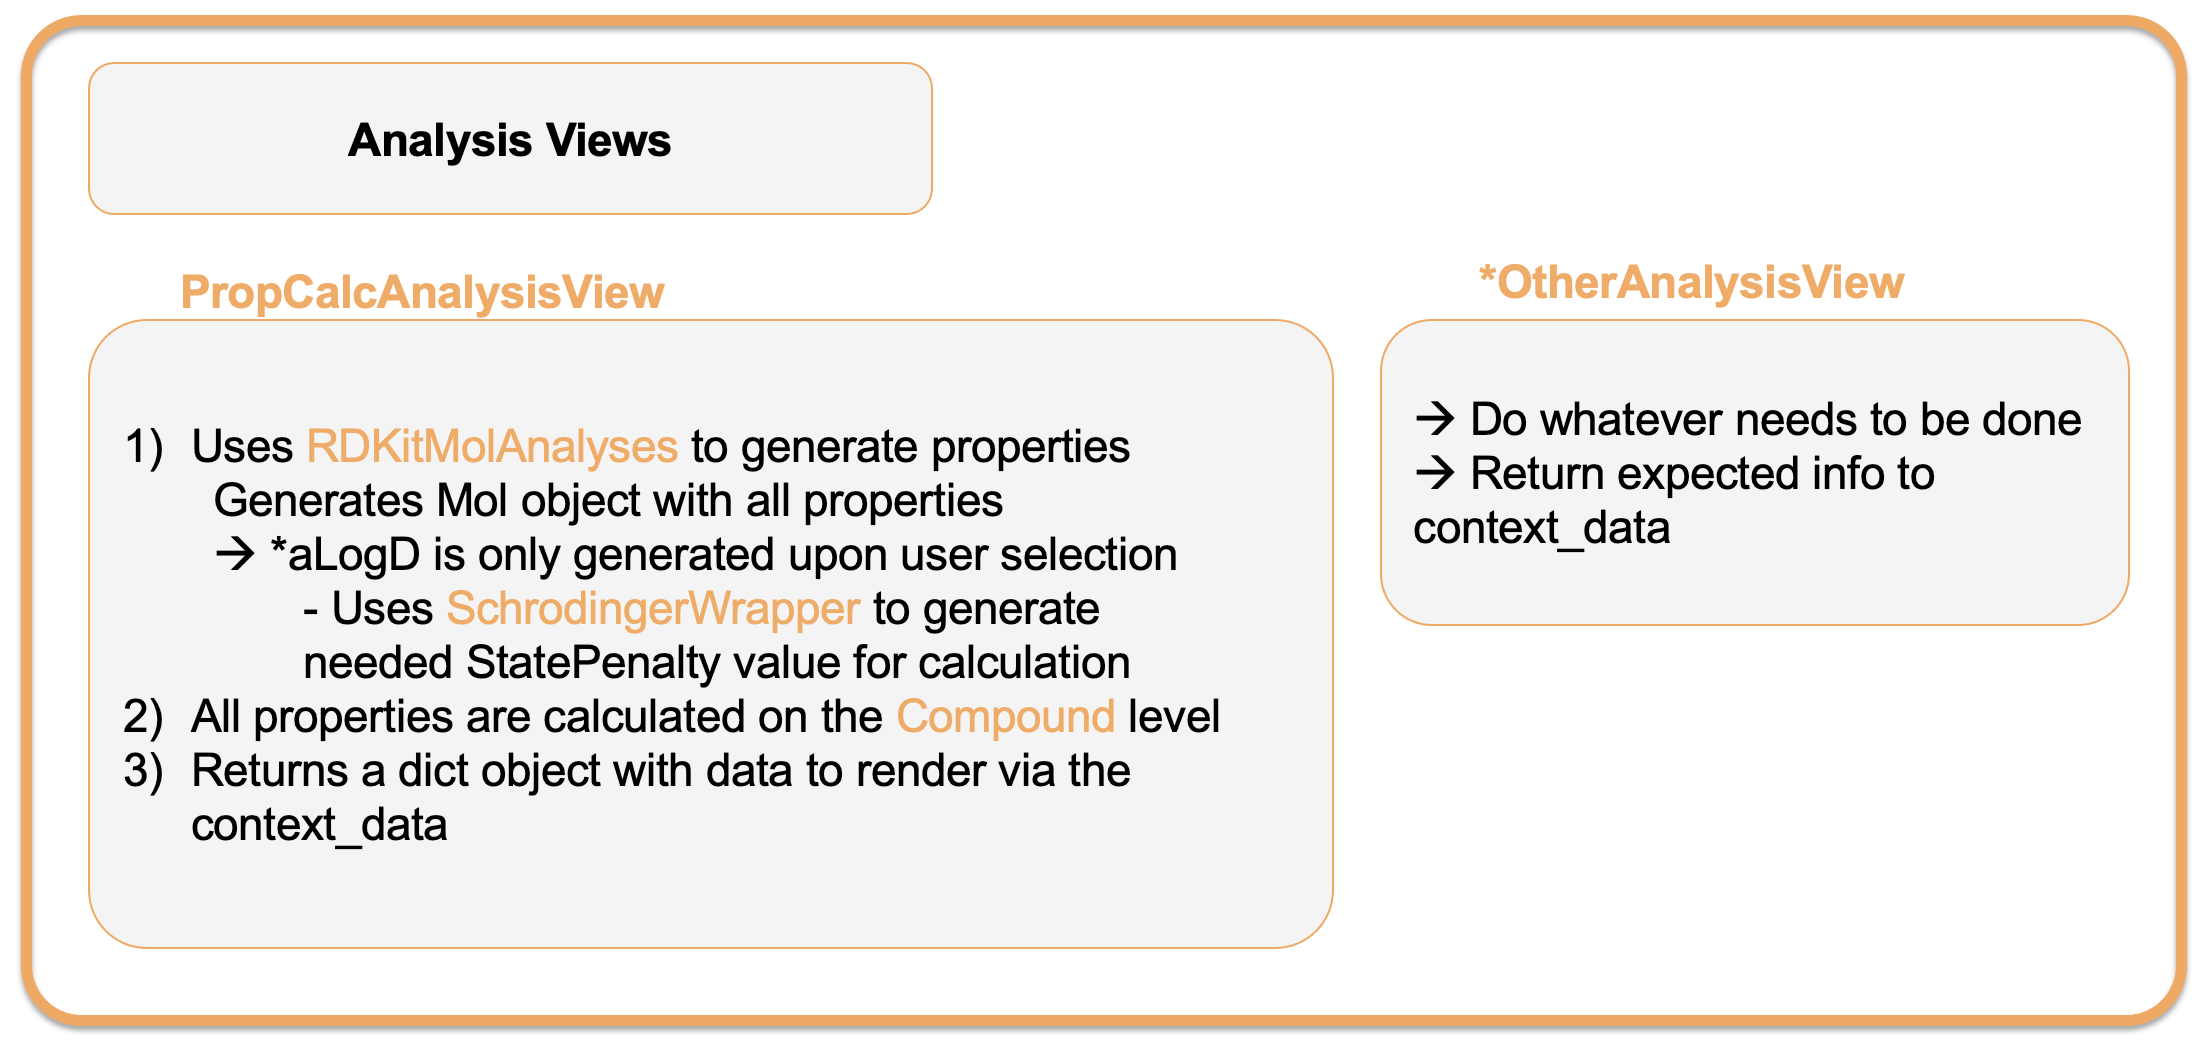 Analysis Views
PropCalcAnalysisView
1) Uses RDKitMolAnalyses to generate properties
Generates Mol object with all properties
→ *aLogD is only generated upon user selection
- Uses SchrodingerWrapper to generate
needed StatePenalty value for calculation
2) All properties are calculated on the Compound level
3) Returns a dict object with data to render via the
context_data
*OtherAnalysisView
→ Do whatever needs to be done
→ Return expected info to
context_data